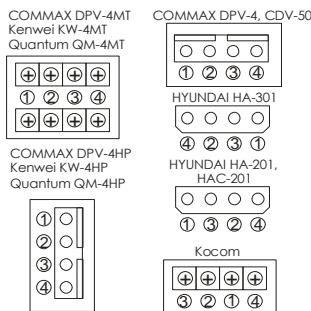 COMMAX DPV-4MT
Kenwei KW-4MT
Quantum QM-4MT
① ② ③ ④
COMMAX DPV-4HP
Kenwei KW-4HP
Quantum QM-4HP
①
②
③
④
COMMAX DPV-4, CDV-50
① ② ③ ④
HYUNDAI HA-301
④ ② ③ ①
HYUNDAI HA-201,
HAC-201
① ③ ② ④
Kocom
③ ② ① ④